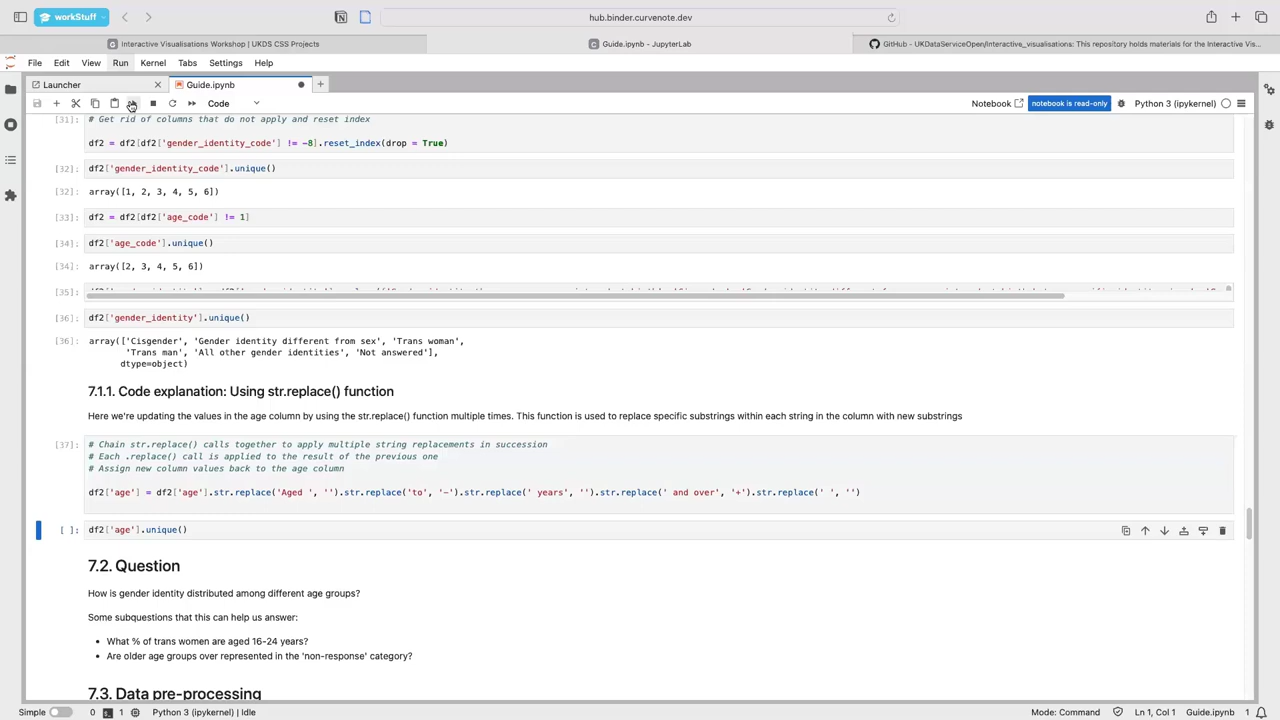 workStuff
hub.binder.curvenote.dev
Interactive Visualisations Workshop | UKDS CSS Projects
Guide.ipynb - JupyterLab
GitHub - UKDataServiceOpen/Interactive_visualisations: This repository holds materials for the Interactive Vis...
File Edit View Run Kernel Tabs Settings Help
Launcher
Guide.ipynb
Code
Notebook
notebook is read-only
Python 3 (ipykernel)
[31]: # Get rid of columns that do not apply and reset index
df2 = df2[df2['gender_identity_code'] != -8].reset_index(drop = True)
[32]: df2['gender_identity_code'].unique()
[32]: array([1, 2, 3, 4, 5, 6])
[33]: df2 = df2[df2['age_code'] != 1]
[34]: df2['age_code'].unique()
[34]: array([2, 3, 4, 5, 6])
[35]:
[36]: df2['gender_identity'].unique()
[36]: array(['Cisgender', 'Gender identity different from sex', 'Trans woman',
'Trans man', 'All other gender identities', 'Not answered'],
dtype=object)
7.1.1. Code explanation: Using str.replace() function
Here we're updating the values in the age column by using the str.replace() function multiple times. This function is used to replace specific substrings within each string in the column with new substrings
[37]: # Chain str.replace() calls together to apply multiple string replacements in succession
# Each .replace() call is applied to the result of the previous one
# Assign new column values back to the age column
df2['age'] = df2['age'].str.replace('Aged ', '').str.replace('to', '-').str.replace(' years', '').str.replace(' and over', '+').str.replace(' ', '')
[ ]: df2['age'].unique()
7.2. Question
How is gender identity distributed among different age groups?
Some subquestions that this can help us answer:
• What % of trans women are aged 16-24 years?
• Are older age groups over represented in the 'non-response' category?
7.3. Data pre-processing
Simple 0 1 Python 3 (ipykernel) | Idle
Mode: Command Ln 1, Col 1 Guide.ipynb 1